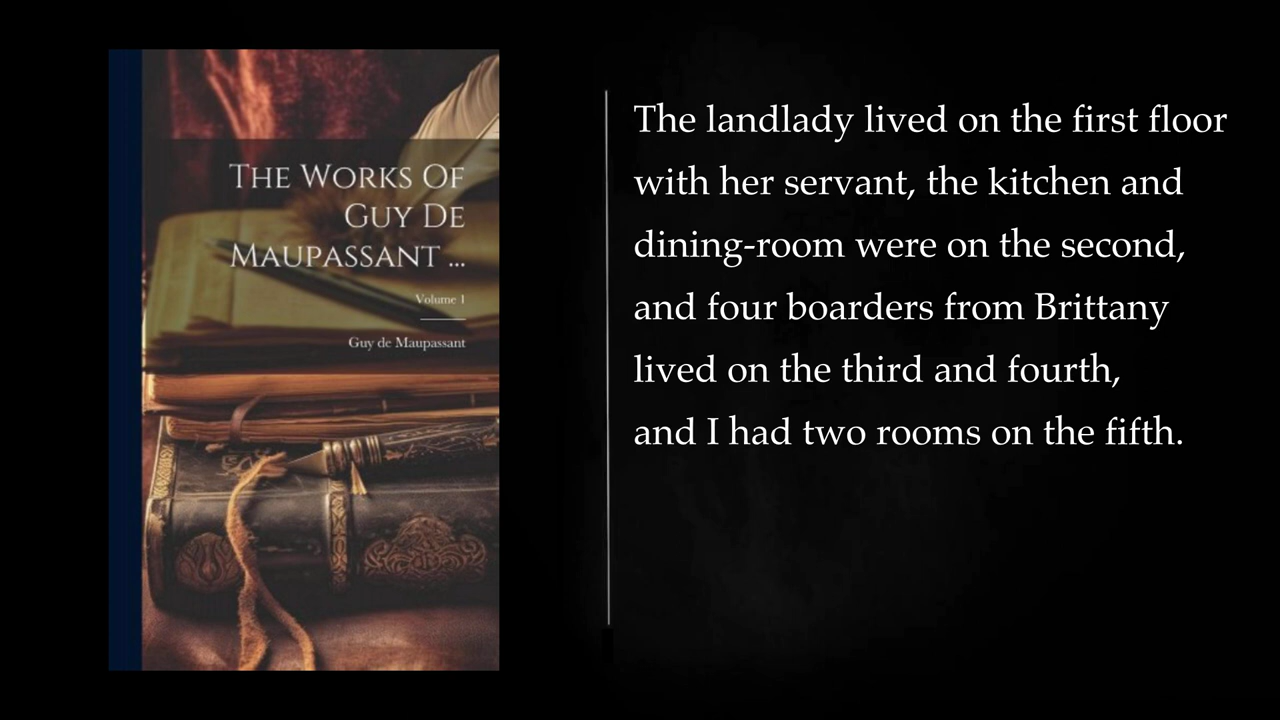 The Works Of
Guy De
Maupassant ...
Volume 1
Guy de Maupassant
The landlady lived on the first floor
with her servant, the kitchen and
dining-room were on the second,
and four boarders from Brittany
lived on the third and fourth,
and I had two rooms on the fifth.